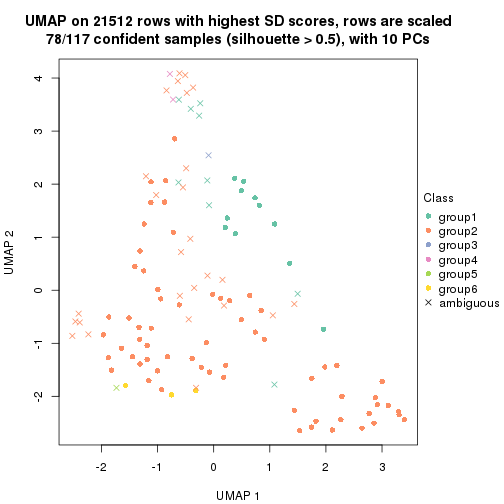 UMAP on 21512 rows with highest SD scores, rows are scaled
78/117 confident samples (silhouette > 0.5), with 10 PCs
4
3
2
1
0
-1
-2
UMAP 2
-2
-1
0
1
2
3
UMAP 1
Class
group1
group2
group3
group4
group5
group6
ambiguous